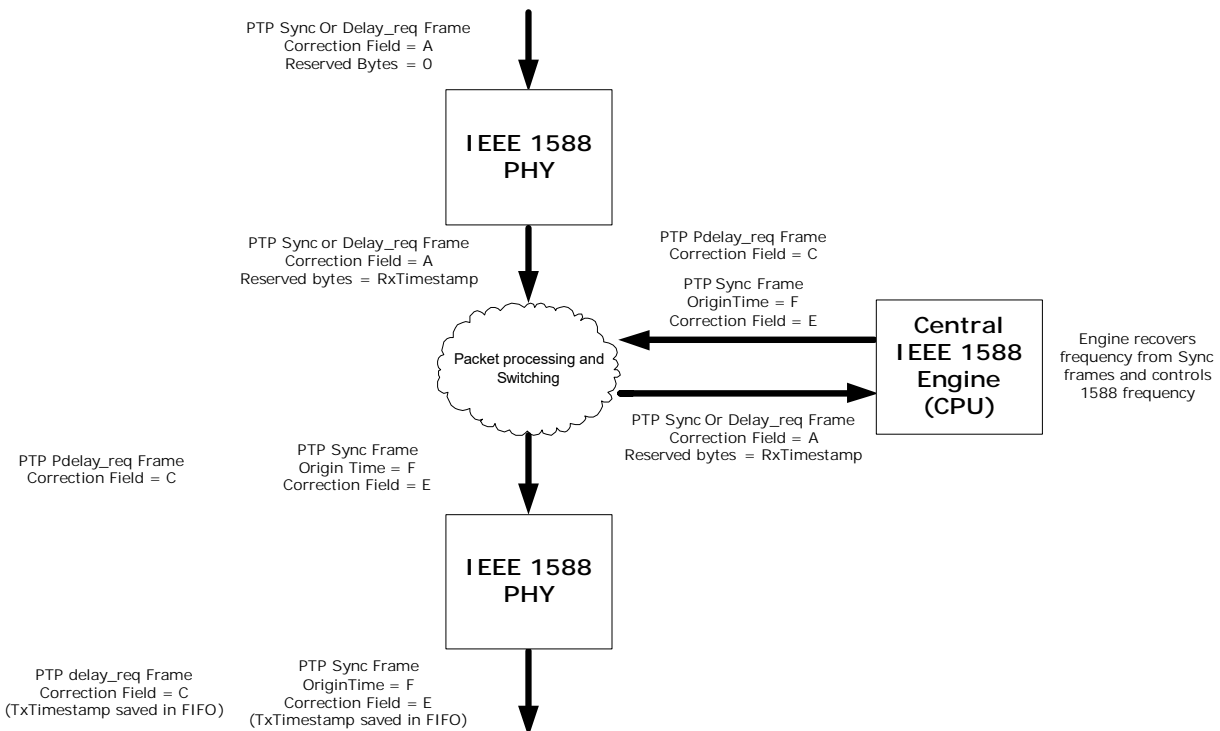 PTP Sync Or Delay_req Frame
Correction Field = A
Reserved Bytes = 0
IEEE 1588
PHY
PTP Sync or Delay_req Frame
Correction Field = A
Reserved bytes = RxTimestamp
PTP Pdelay_req Frame
Correction Field = C
PTP Sync Frame
OriginTime = F
Correction Field = E
Packet processing and
Switching
Central
IEEE 1588
Engine
(CPU)
Engine recovers
frequency from Sync
frames and controls
1588 frequency
PTP Sync Or Delay_req Frame
Correction Field = A
Reserved bytes = RxTimestamp
PTP Pdelay_req Frame
Correction Field = C
PTP Sync Frame
Origin Time = F
Correction Field = E
IEEE 1588
PHY
PTP delay_req Frame
Correction Field = C
(TxTimestamp saved in FIFO)
PTP Sync Frame
OriginTime = F
Correction Field = E
(TxTimestamp saved in FIFO)